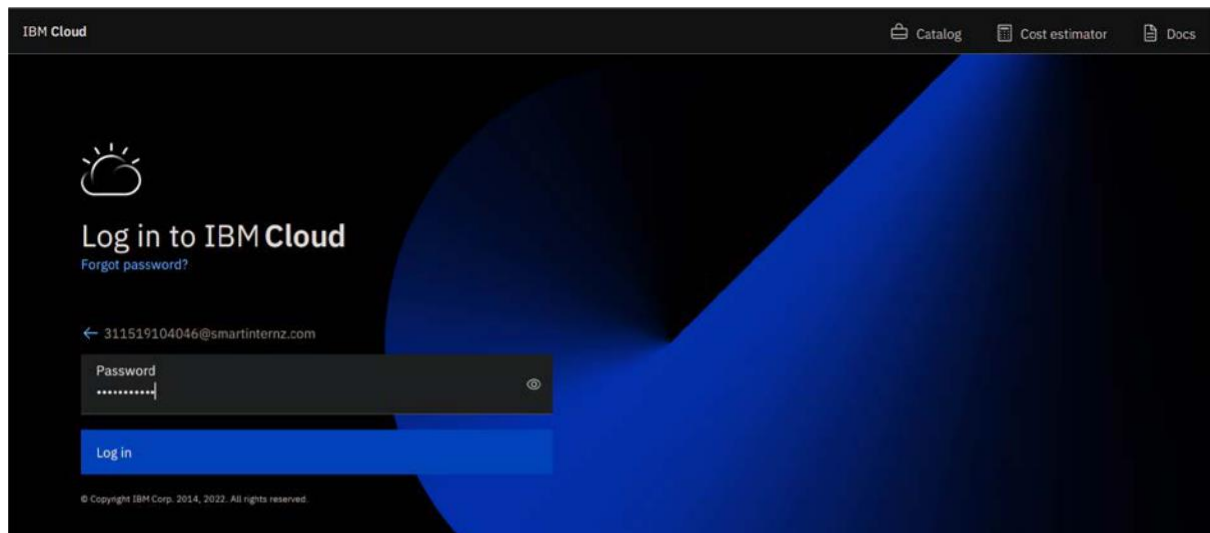 IBM Cloud
Catalog
Cost estimator
Docs
Log in to IBM Cloud
Forgot password?
← 311519104046@smartinternz.com
Password
•••••••••••
Log in
© Copyright IBM Corp. 2014, 2022. All rights reserved.